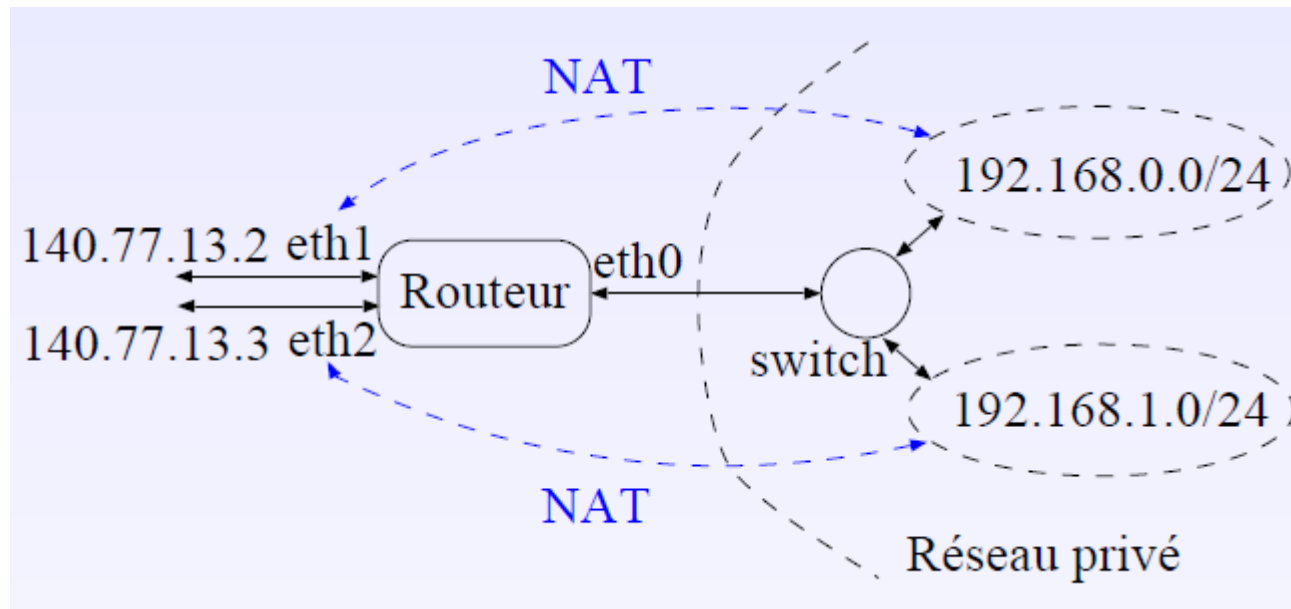 NAT
192.168.0.0/24
140.77.13.2 eth1
eth0
Routeur
140.77.13.3 eth2
switch
192.168.1.0/24
NAT
Réseau privé